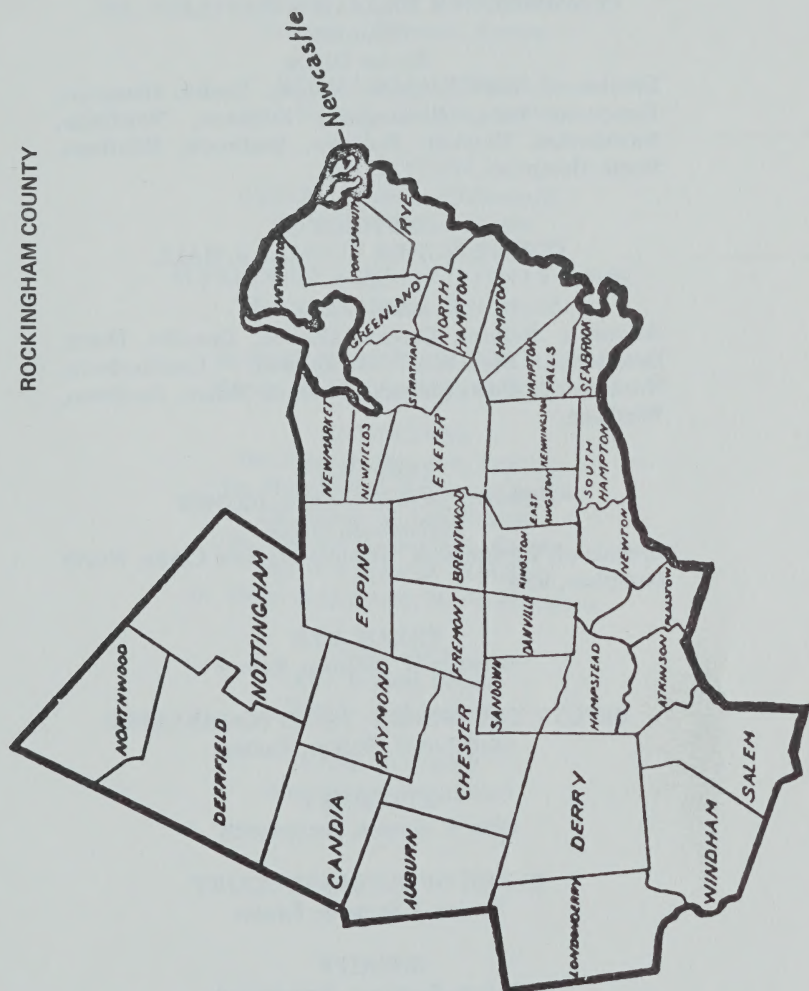 ROCKINGHAM COUNTY
Newcastle
NEWINGTON
PORTSMOUTH
RYE
GREENLAND
NORTH
HAMPTON
STRATHAM
HAMPTON
NEWMARKET
NEWFIELDS
EXETER
HAMPTON
FALLS
SEABROOK
KENSINGTON
EAST
KINGSTON
SOUTH
HAMPTON
NORTHWOOD
NOTTINGHAM
DEERFIELD
EPPING
BRENTWOOD
FREMONT
KINGSTON
NEWTON
DANVILLE
PLAISTOW
RAYMOND
SANDOWN
HAMPSTEAD
ATKINSON
CANDIA
CHESTER
AUBURN
DERRY
SALEM
LONDONDERRY
WINDHAM